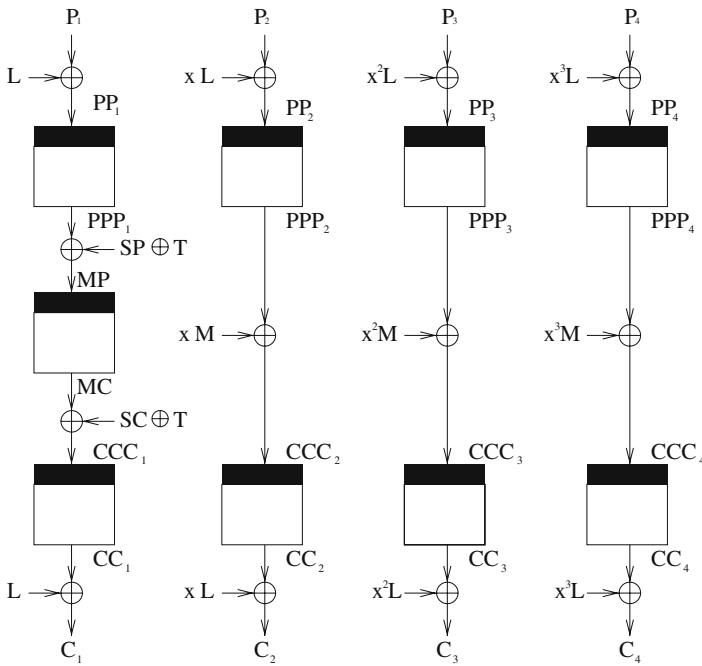 P₁ P₂ P₃ P₄
L x L x²L x³L
PP₁ PP₂ PP₃ PP₄
PPP₁ PPP₂ PPP₃ PPP₄
SP ⊕ T
MP
x M x²M x³M
MC
SC ⊕ T
CCC₁ CCC₂ CCC₃ CCC₄
CC₁ CC₂ CC₃ CC₄
L x L x²L x³L
C₁ C₂ C₃ C₄